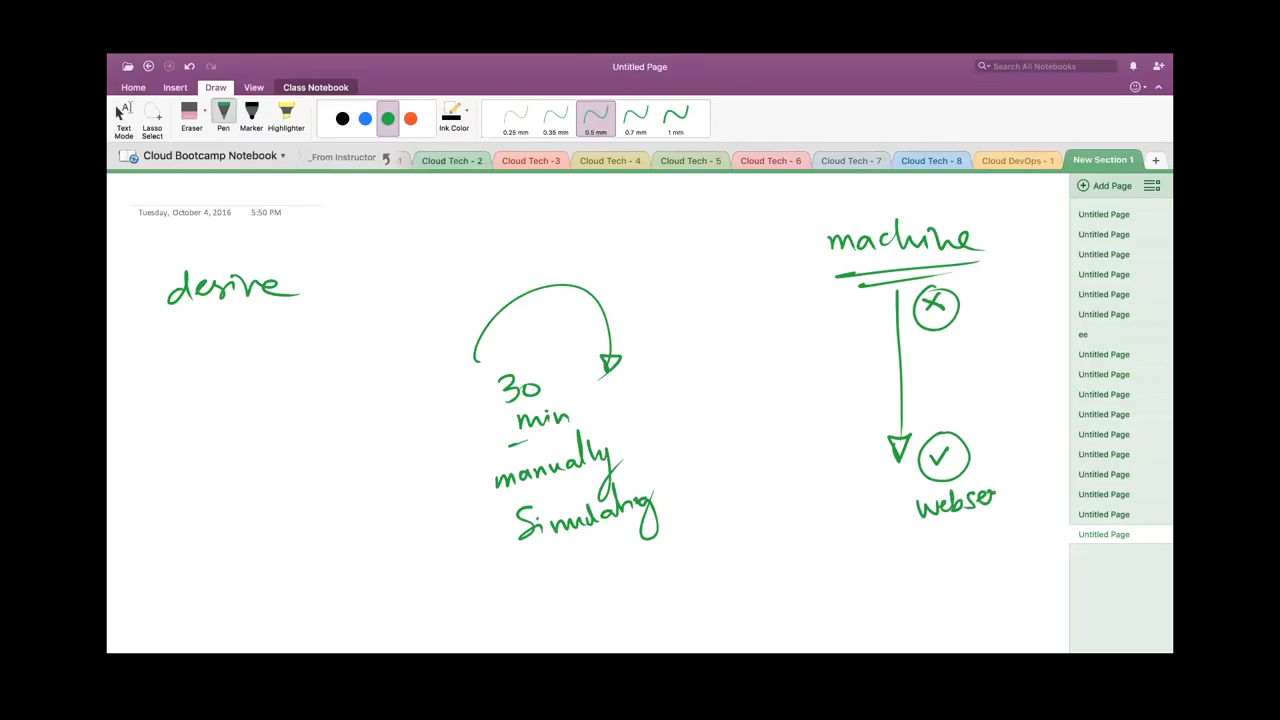 Untitled Page
Search All Notebooks
Home Insert Draw View Class Notebook
Text Mode
Lasso Select
Eraser
Pen
Marker
Highlighter
Ink Color
0.25 mm
0.35 mm
0.5 mm
0.7 mm
1 mm
Cloud Bootcamp Notebook
_From Instructor
1
Cloud Tech - 2
Cloud Tech -3
Cloud Tech - 4
Cloud Tech - 5
Cloud Tech - 6
Cloud Tech - 7
Cloud Tech - 8
Cloud DevOps - 1
New Section 1
Add Page
Tuesday, October 4, 2016 5:50 PM
desire
30
min
manually
Simulating
machine
webser
Untitled Page
Untitled Page
Untitled Page
Untitled Page
Untitled Page
Untitled Page
ee
Untitled Page
Untitled Page
Untitled Page
Untitled Page
Untitled Page
Untitled Page
Untitled Page
Untitled Page
Untitled Page
Untitled Page